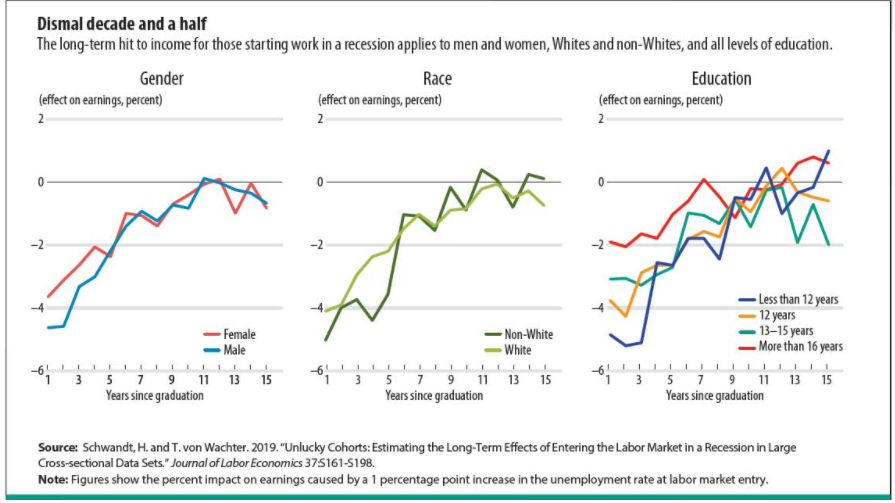 Dismal decade and a half
The long-term hit to income for those starting work in a recession applies to men and women, Whites and non-Whites, and all levels of education.
Gender
(effect on earnings, percent)
2
0
−2
−4
−6
Female
Male
1 3 5 7 9 11 13 15
Years since graduation
Race
(effect on earnings, percent)
2
0
−2
−4
−6
Non-White
White
1 3 5 7 9 11 13 15
Years since graduation
Education
(effect on earnings, percent)
2
0
−2
−4
−6
Less than 12 years
12 years
13–15 years
More than 16 years
1 3 5 7 9 11 13 15
Years since graduation
Source: Schwandt, H. and T. von Wachter. 2019. “Unlucky Cohorts: Estimating the Long-Term Effects of Entering the Labor Market in a Recession in Large
Cross-sectional Data Sets.” Journal of Labor Economics 37:S161-S198.
Note: Figures show the percent impact on earnings caused by a 1 percentage point increase in the unemployment rate at labor market entry.